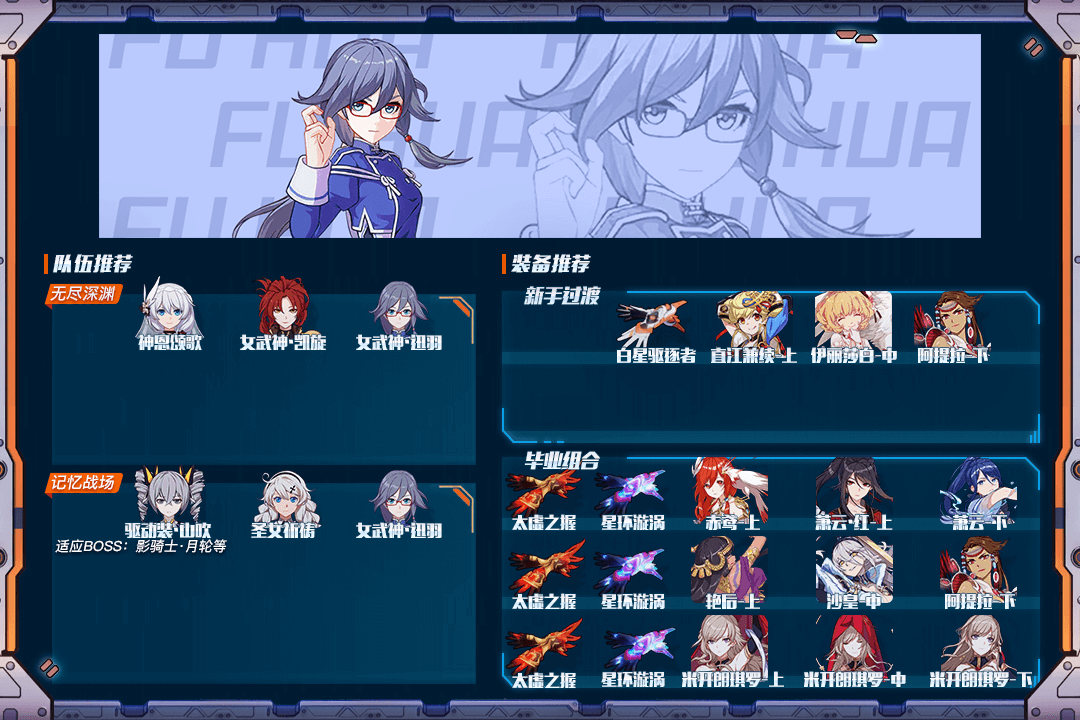 FU HUA FU HUA
FU HUA HUA
FU HUA HUA
队伍推荐
无尽深渊
神恩颂歌 女武神·凯旋 女武神·迅羽
记忆战场
驱动装·山吹 圣女祈祷 女武神·迅羽
适应BOSS：影骑士·月轮等
装备推荐
新手过渡
白星驱逐者 直江兼续-上 伊丽莎白-中 阿提拉-下
毕业组合
太虚之握 星环游涡 赤鸢-上 萧云·红-上 萧云-下
太虚之握 星环游涡 艳后-上 沙皇-中 阿提拉-下
太虚之握 星环游涡 米开朗琪罗-上 米开朗琪罗-中 米开朗琪罗-下